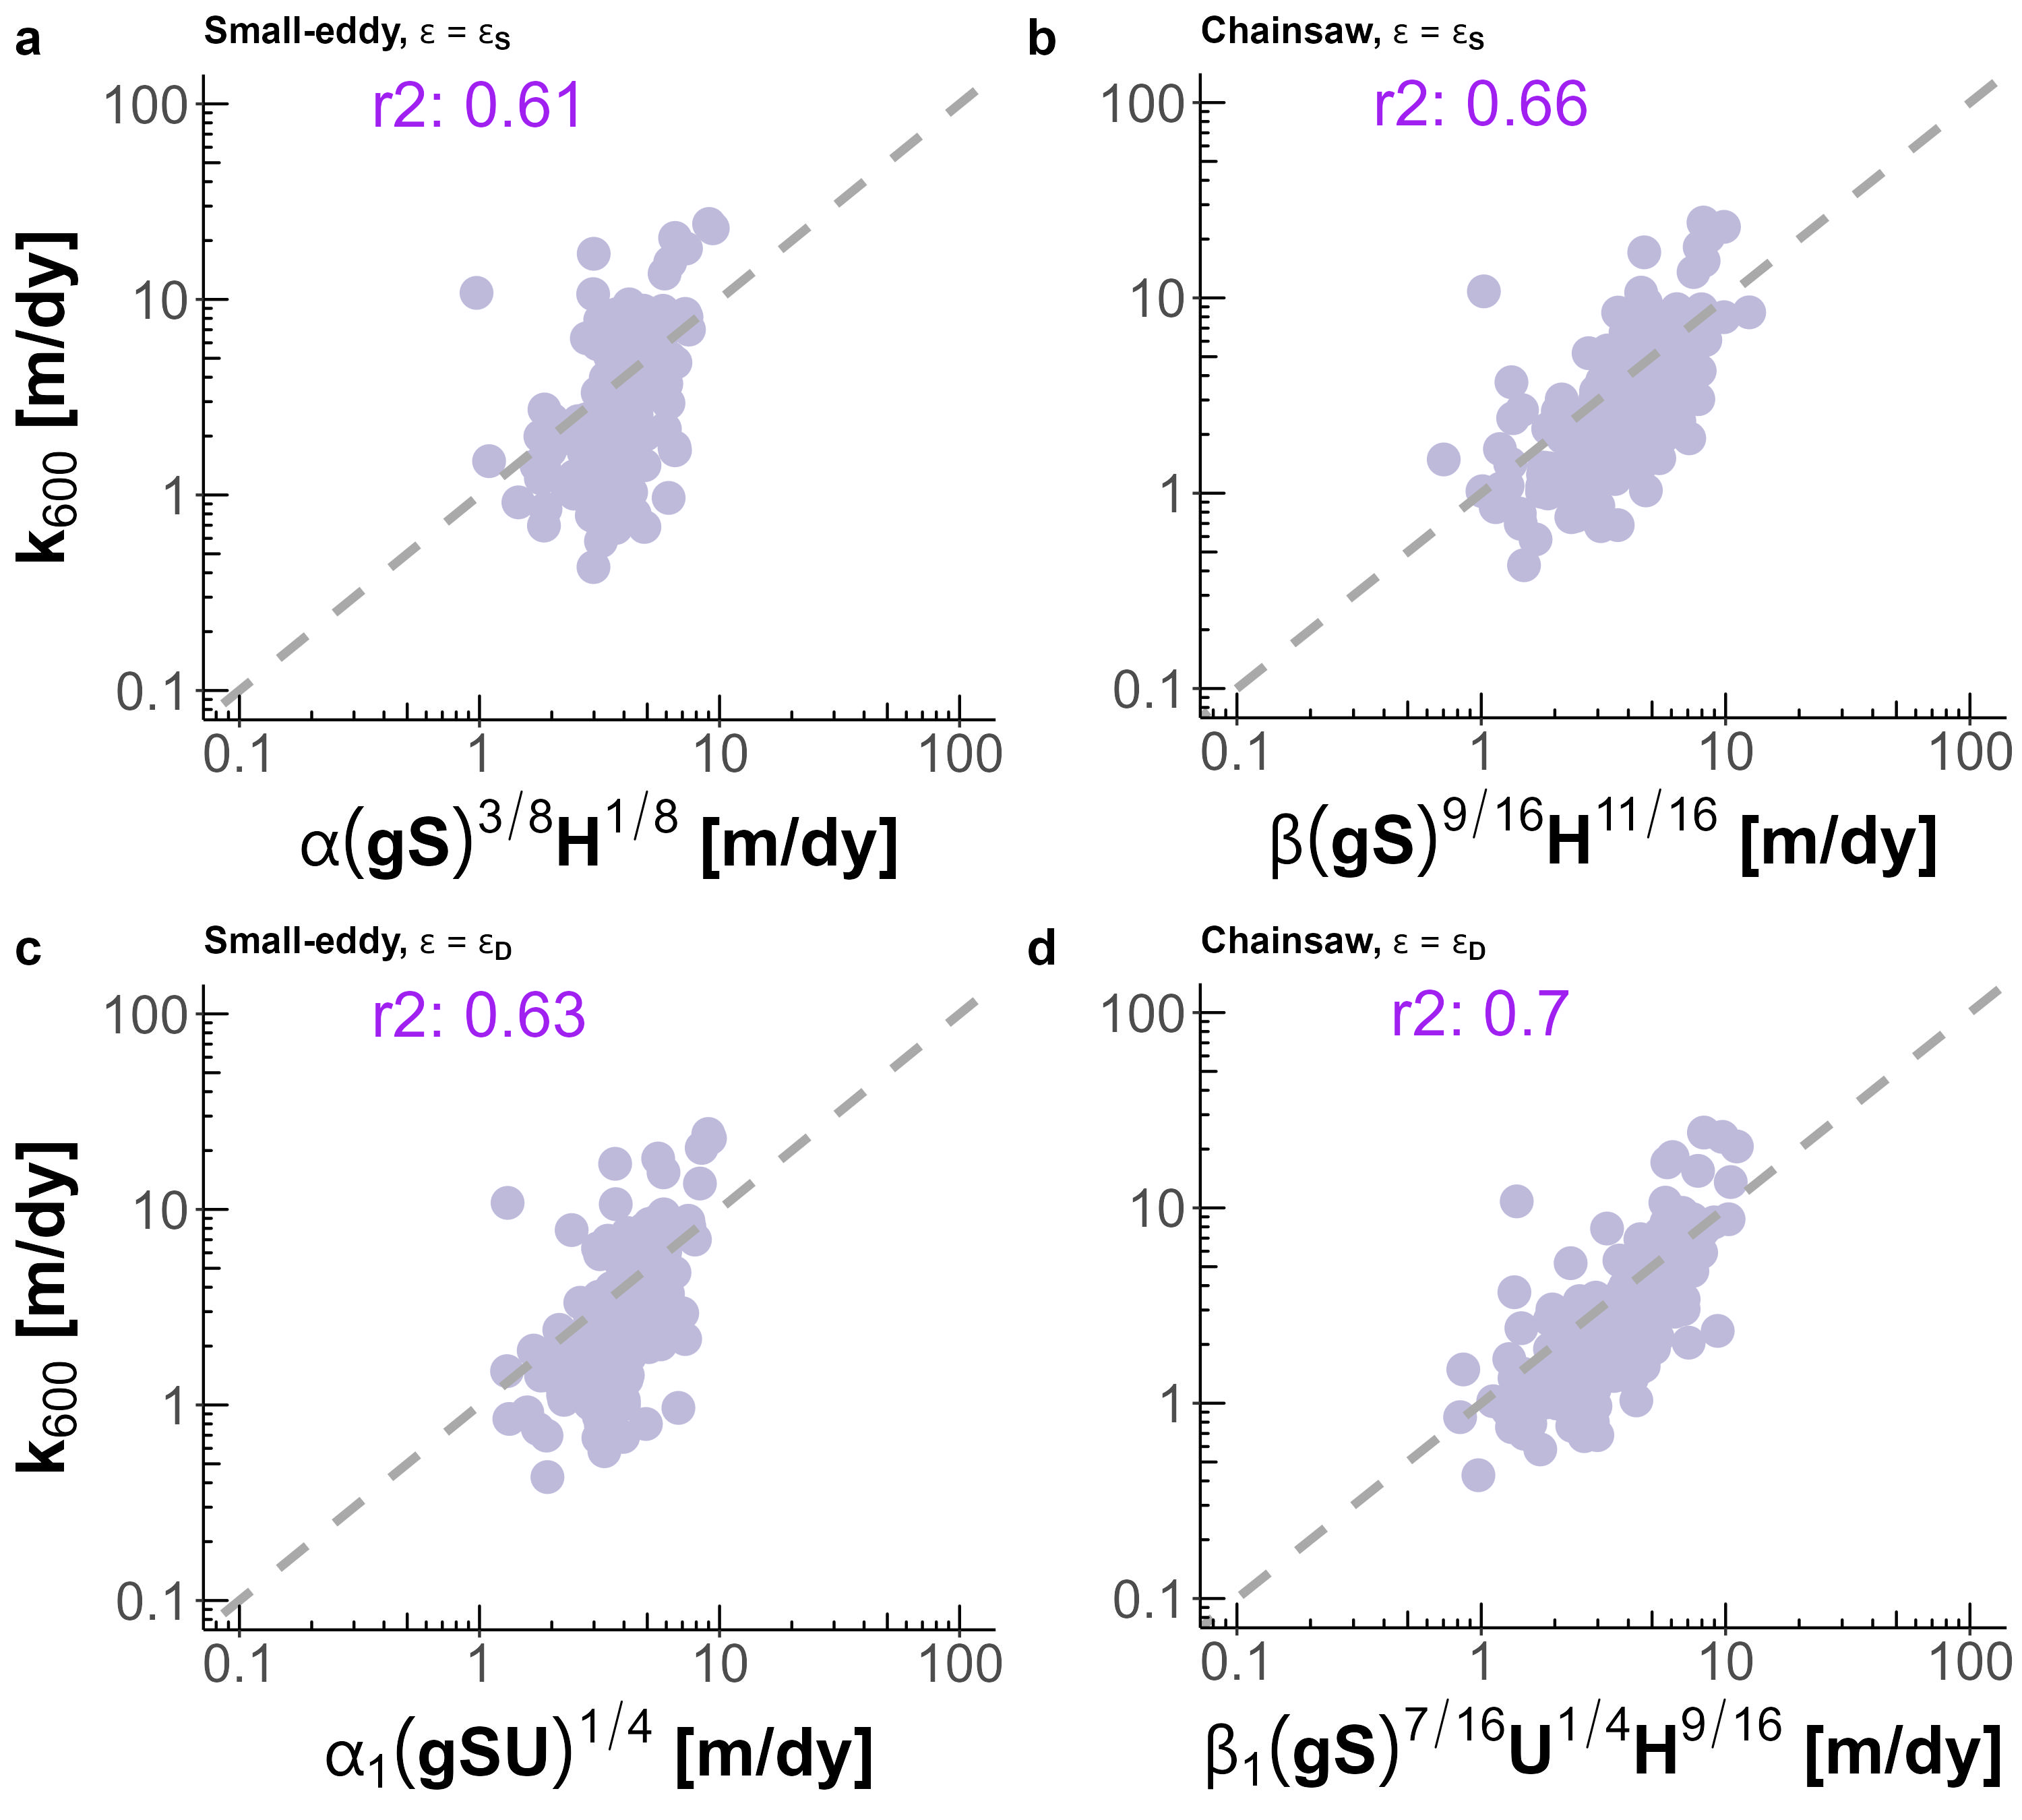 a Small-eddy, ε = εS
r2: 0.61
100
10
1
0.1
k600 [m/dy]
0.1 1 10 100
α(gS)3/8H1/8 [m/dy]
b Chainsaw, ε = εS
r2: 0.66
100
10
1
0.1
0.1 1 10 100
β(gS)9/16H11/16 [m/dy]
c Small-eddy, ε = εD
r2: 0.63
100
10
1
0.1
k600 [m/dy]
0.1 1 10 100
α1(gSU)1/4 [m/dy]
d Chainsaw, ε = εD
r2: 0.7
100
10
1
0.1
0.1 1 10 100
β1(gS)7/16U1/4H9/16 [m/dy]